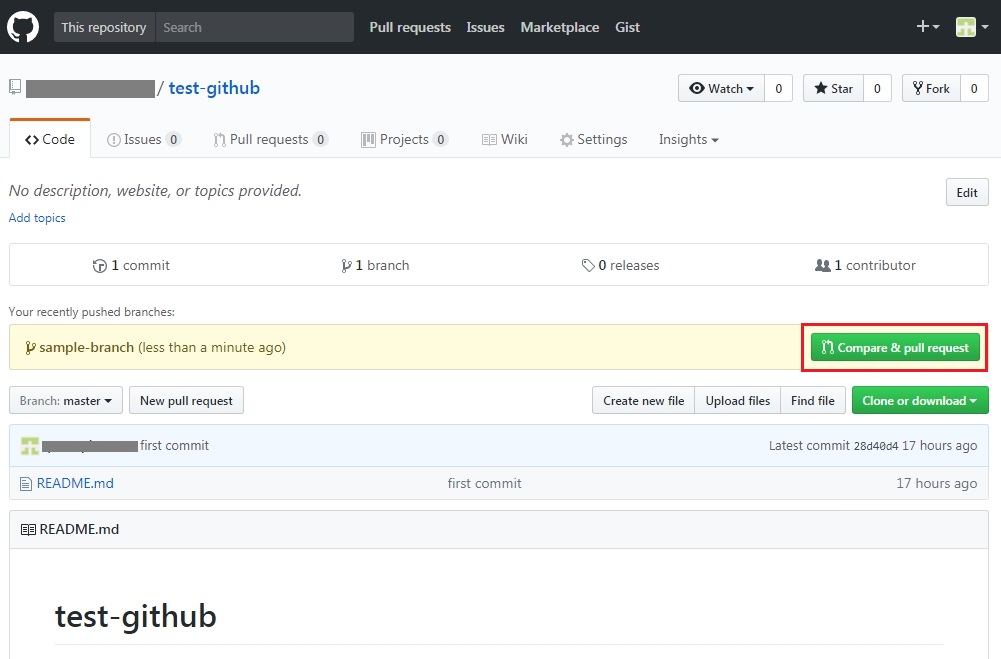 This repository Search Pull requests Issues Marketplace Gist
/ test-github Watch 0 Star 0 Fork 0
Code Issues 0 Pull requests 0 Projects 0 Wiki Settings Insights
No description, website, or topics provided. Edit
Add topics
1 commit 1 branch 0 releases 1 contributor
Your recently pushed branches:
sample-branch (less than a minute ago) Compare & pull request
Branch: master New pull request Create new file Upload files Find file Clone or download
first commit Latest commit 28d40d4 17 hours ago
README.md first commit 17 hours ago
README.md
test-github